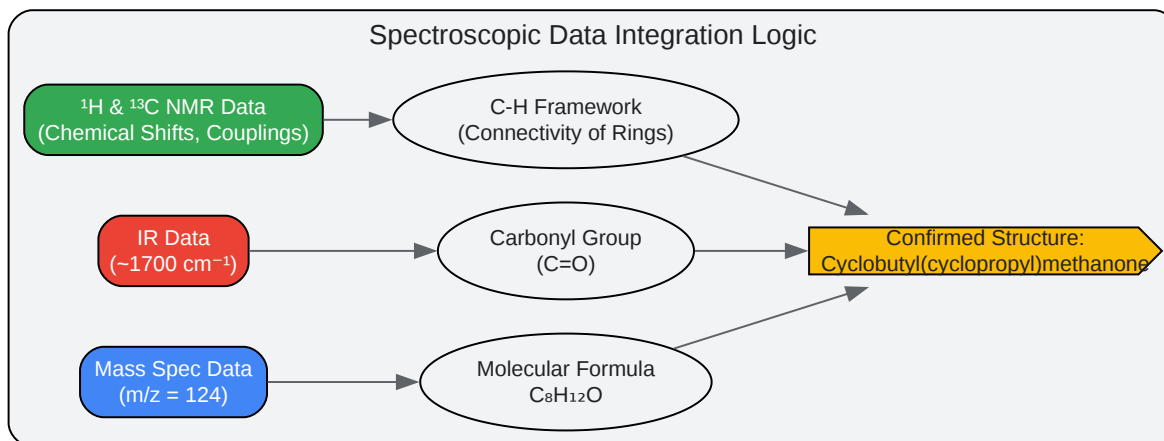 Spectroscopic Data Integration Logic
¹H & ¹³C NMR Data
(Chemical Shifts, Couplings)
C-H Framework
(Connectivity of Rings)
IR Data
(~1700 cm⁻¹)
Carbonyl Group
(C=O)
Confirmed Structure:
Cyclobutyl(cyclopropyl)methanone
Mass Spec Data
(m/z = 124)
Molecular Formula
C₈H₁₂O